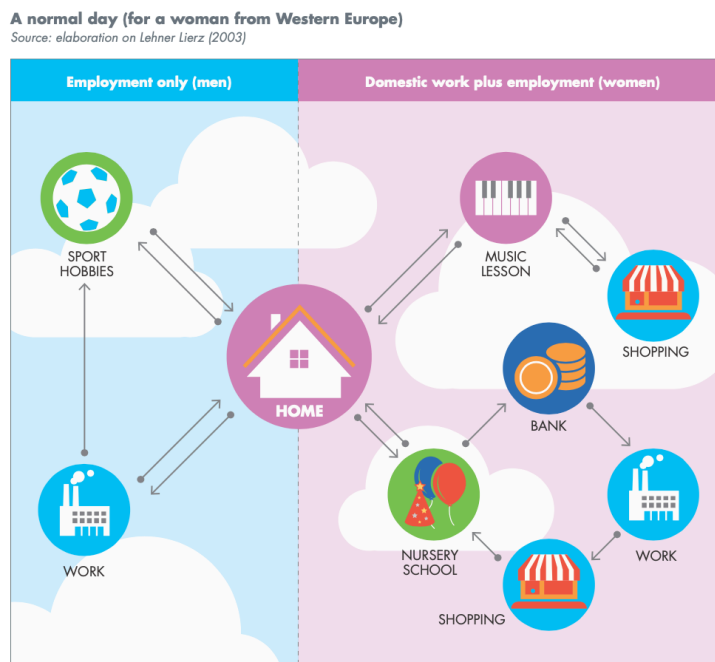 A normal day (for a woman from Western Europe)
Source: elaboration on Lehner Lierz (2003)
Employment only (men)
Domestic work plus employment (women)
SPORT
HOBBIES
MUSIC
LESSON
SHOPPING
HOME
BANK
NURSERY
SCHOOL
WORK
WORK
SHOPPING